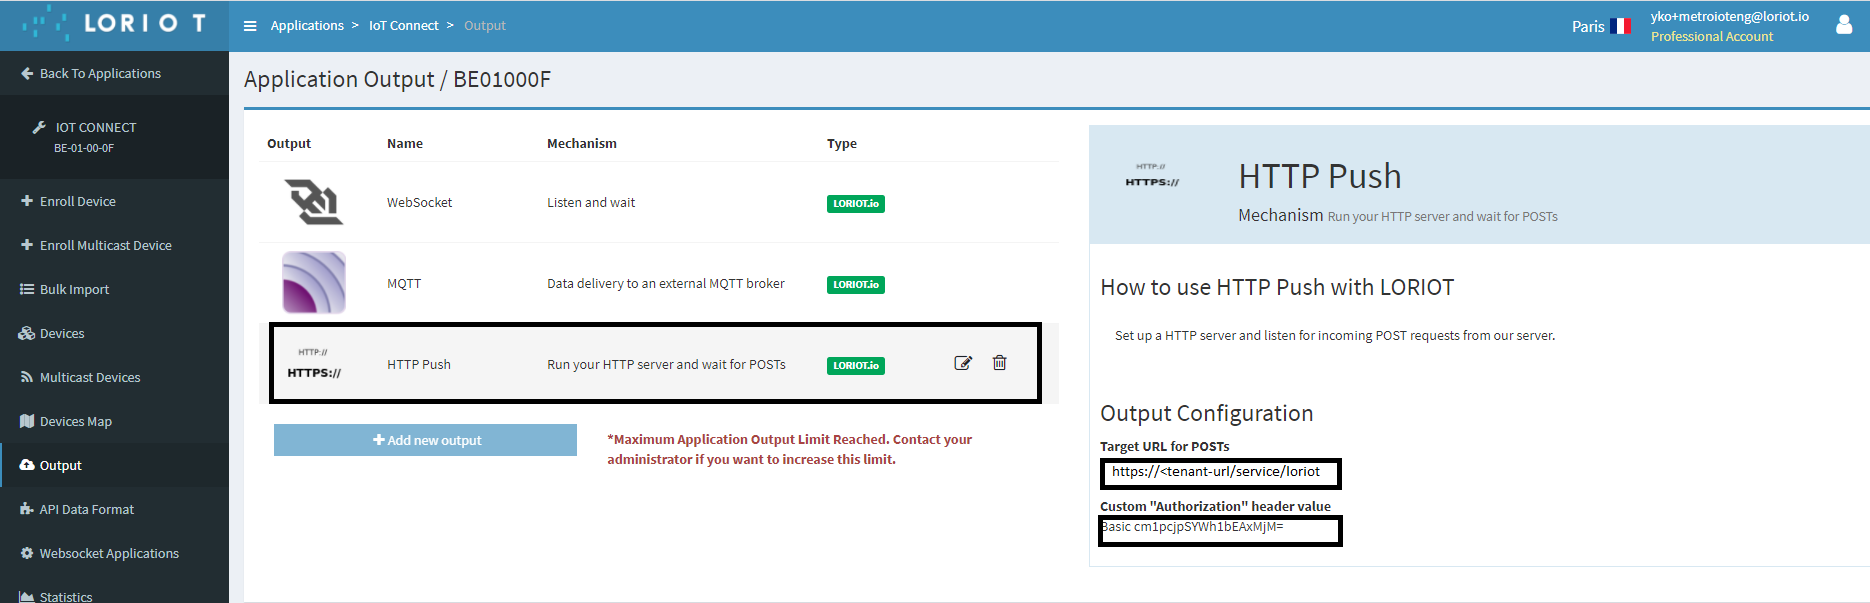 LORIOT
Applications > IoT Connect > Output
Paris
yko+metroioteng@loriot.io
Professional Account
Back To Applications
IOT CONNECT
BE-01-00-0F
Enroll Device
Enroll Multicast Device
Bulk Import
Devices
Multicast Devices
Devices Map
Output
API Data Format
Websocket Applications
Statistics
Application Output / BE01000F
Output Name Mechanism Type
WebSocket Listen and wait LORIOT.io
MQTT Data delivery to an external MQTT broker LORIOT.io
HTTP://
HTTPS://
HTTP Push Run your HTTP server and wait for POSTs LORIOT.io
Add new output
*Maximum Application Output Limit Reached. Contact your
administrator if you want to increase this limit.
HTTP://
HTTPS://
HTTP Push
Mechanism Run your HTTP server and wait for POSTs
How to use HTTP Push with LORIOT
Set up a HTTP server and listen for incoming POST requests from our server.
Output Configuration
Target URL for POSTs
https://<tenant-url/service/loriot
Custom "Authorization" header value
Basic cm1pcjpSYWh1bEAxMjM=